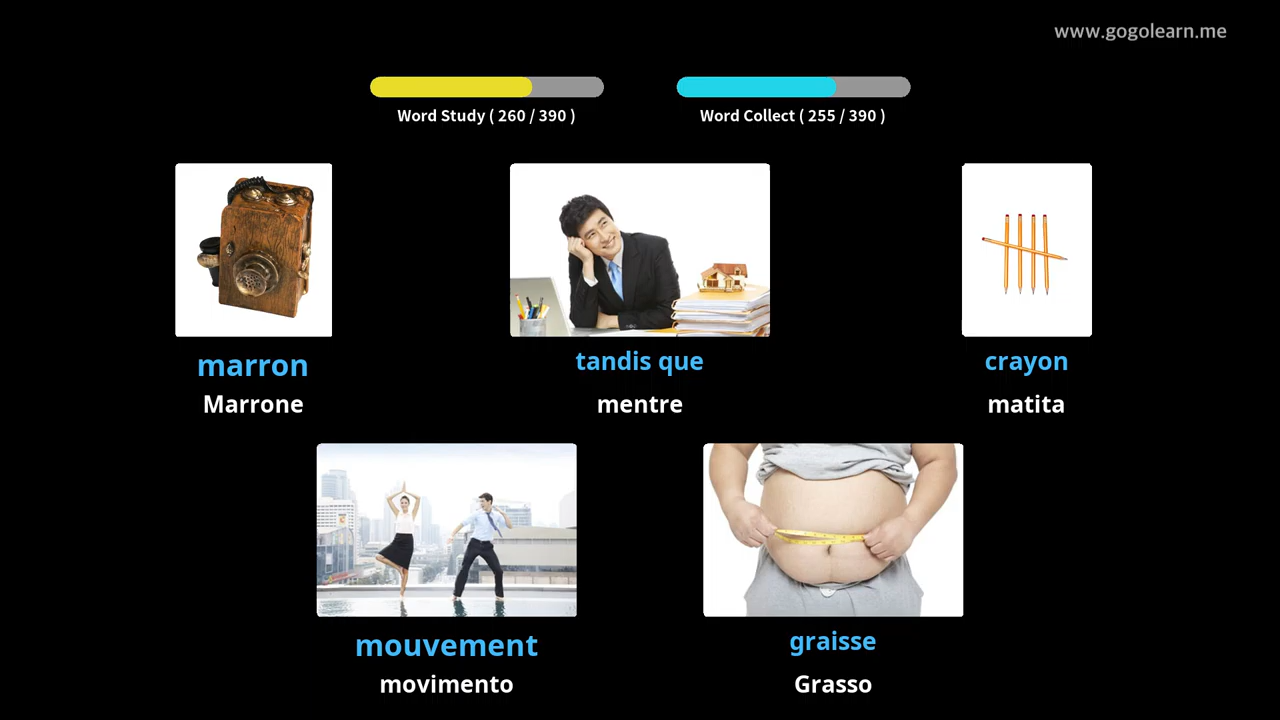 www.gogolearn.me
Word Study ( 260 / 390 )
Word Collect ( 255 / 390 )
marron
Marrone
tandis que
mentre
crayon
matita
mouvement
movimento
graisse
Grasso